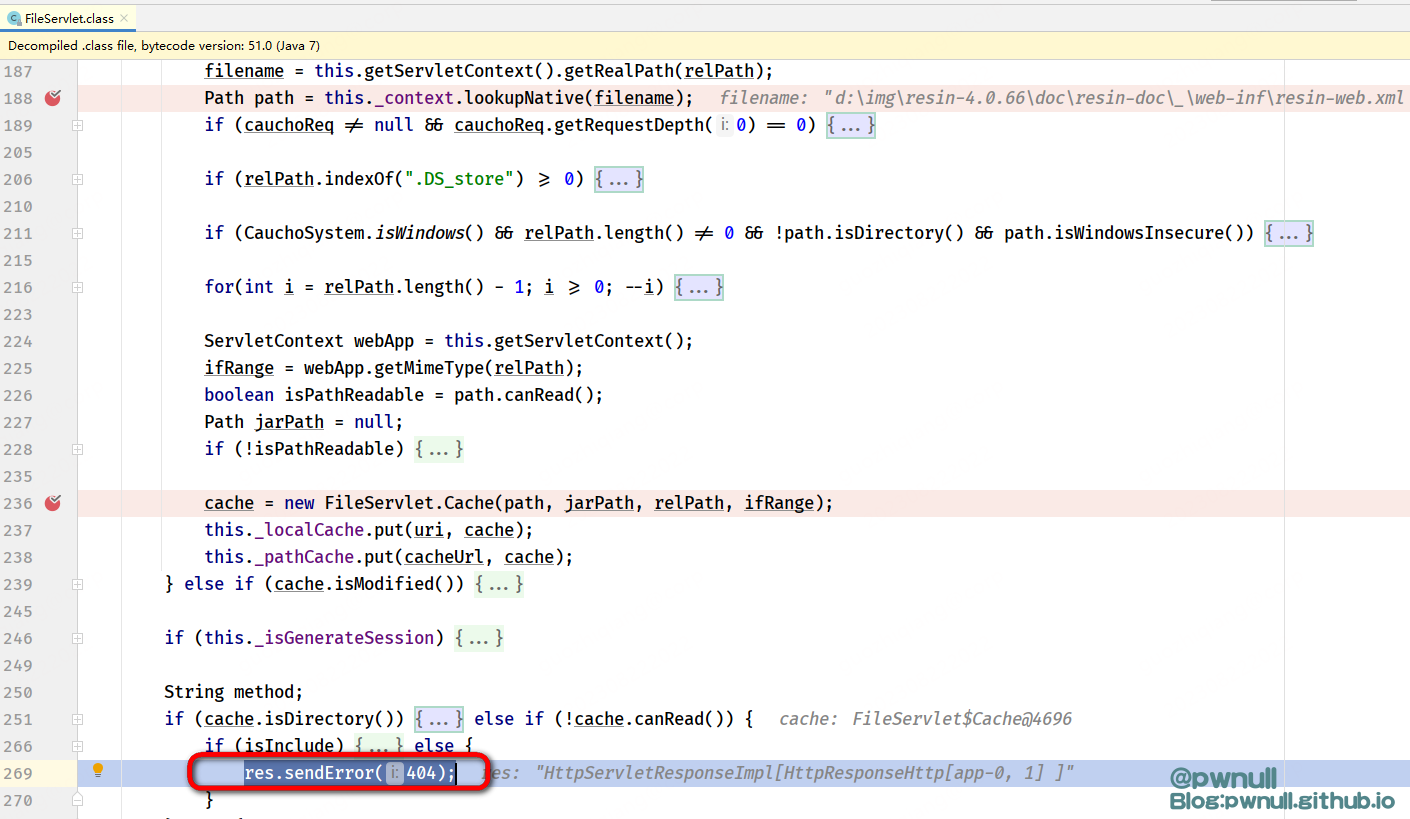 FileServlet.class
Decompiled .class file, bytecode version: 51.0 (Java 7)
187 filename = this.getServletContext().getRealPath(relPath);
188 Path path = this._context.lookupNative(filename); filename: "d:\img\resin-4.0.66\doc\resin-doc\_\web-inf\resin-web.xml
189 if (cauchoReq ≠ null && cauchoReq.getRequestDepth( i: 0) == 0) {...}
205
206 if (relPath.indexOf(".DS_store") ⩾ 0) {...}
210
211 if (CauchoSystem.isWindows() && relPath.length() ≠ 0 && !path.isDirectory() && path.isWindowsInsecure()) {...}
215
216 for(int i = relPath.length() - 1; i ⩾ 0; --i) {...}
223
224 ServletContext webApp = this.getServletContext();
225 ifRange = webApp.getMimeType(relPath);
226 boolean isPathReadable = path.canRead();
227 Path jarPath = null;
228 if (!isPathReadable) {...}
235
236 cache = new FileServlet.Cache(path, jarPath, relPath, ifRange);
237 this._localCache.put(uri, cache);
238 this._pathCache.put(cacheUrl, cache);
239 } else if (cache.isModified()) {...}
245
246 if (this._isGenerateSession) {...}
249
250 String method;
251 if (cache.isDirectory()) {...} else if (!cache.canRead()) { cache: FileServlet$Cache@4696
266 if (isInclude) {...} else {
269 res.sendError( i: 404); res: "HttpServletResponseImpl[HttpResponseHttp[app-0, 1] ]"
270 }
@pwnull
Blog:pwnull.github.io